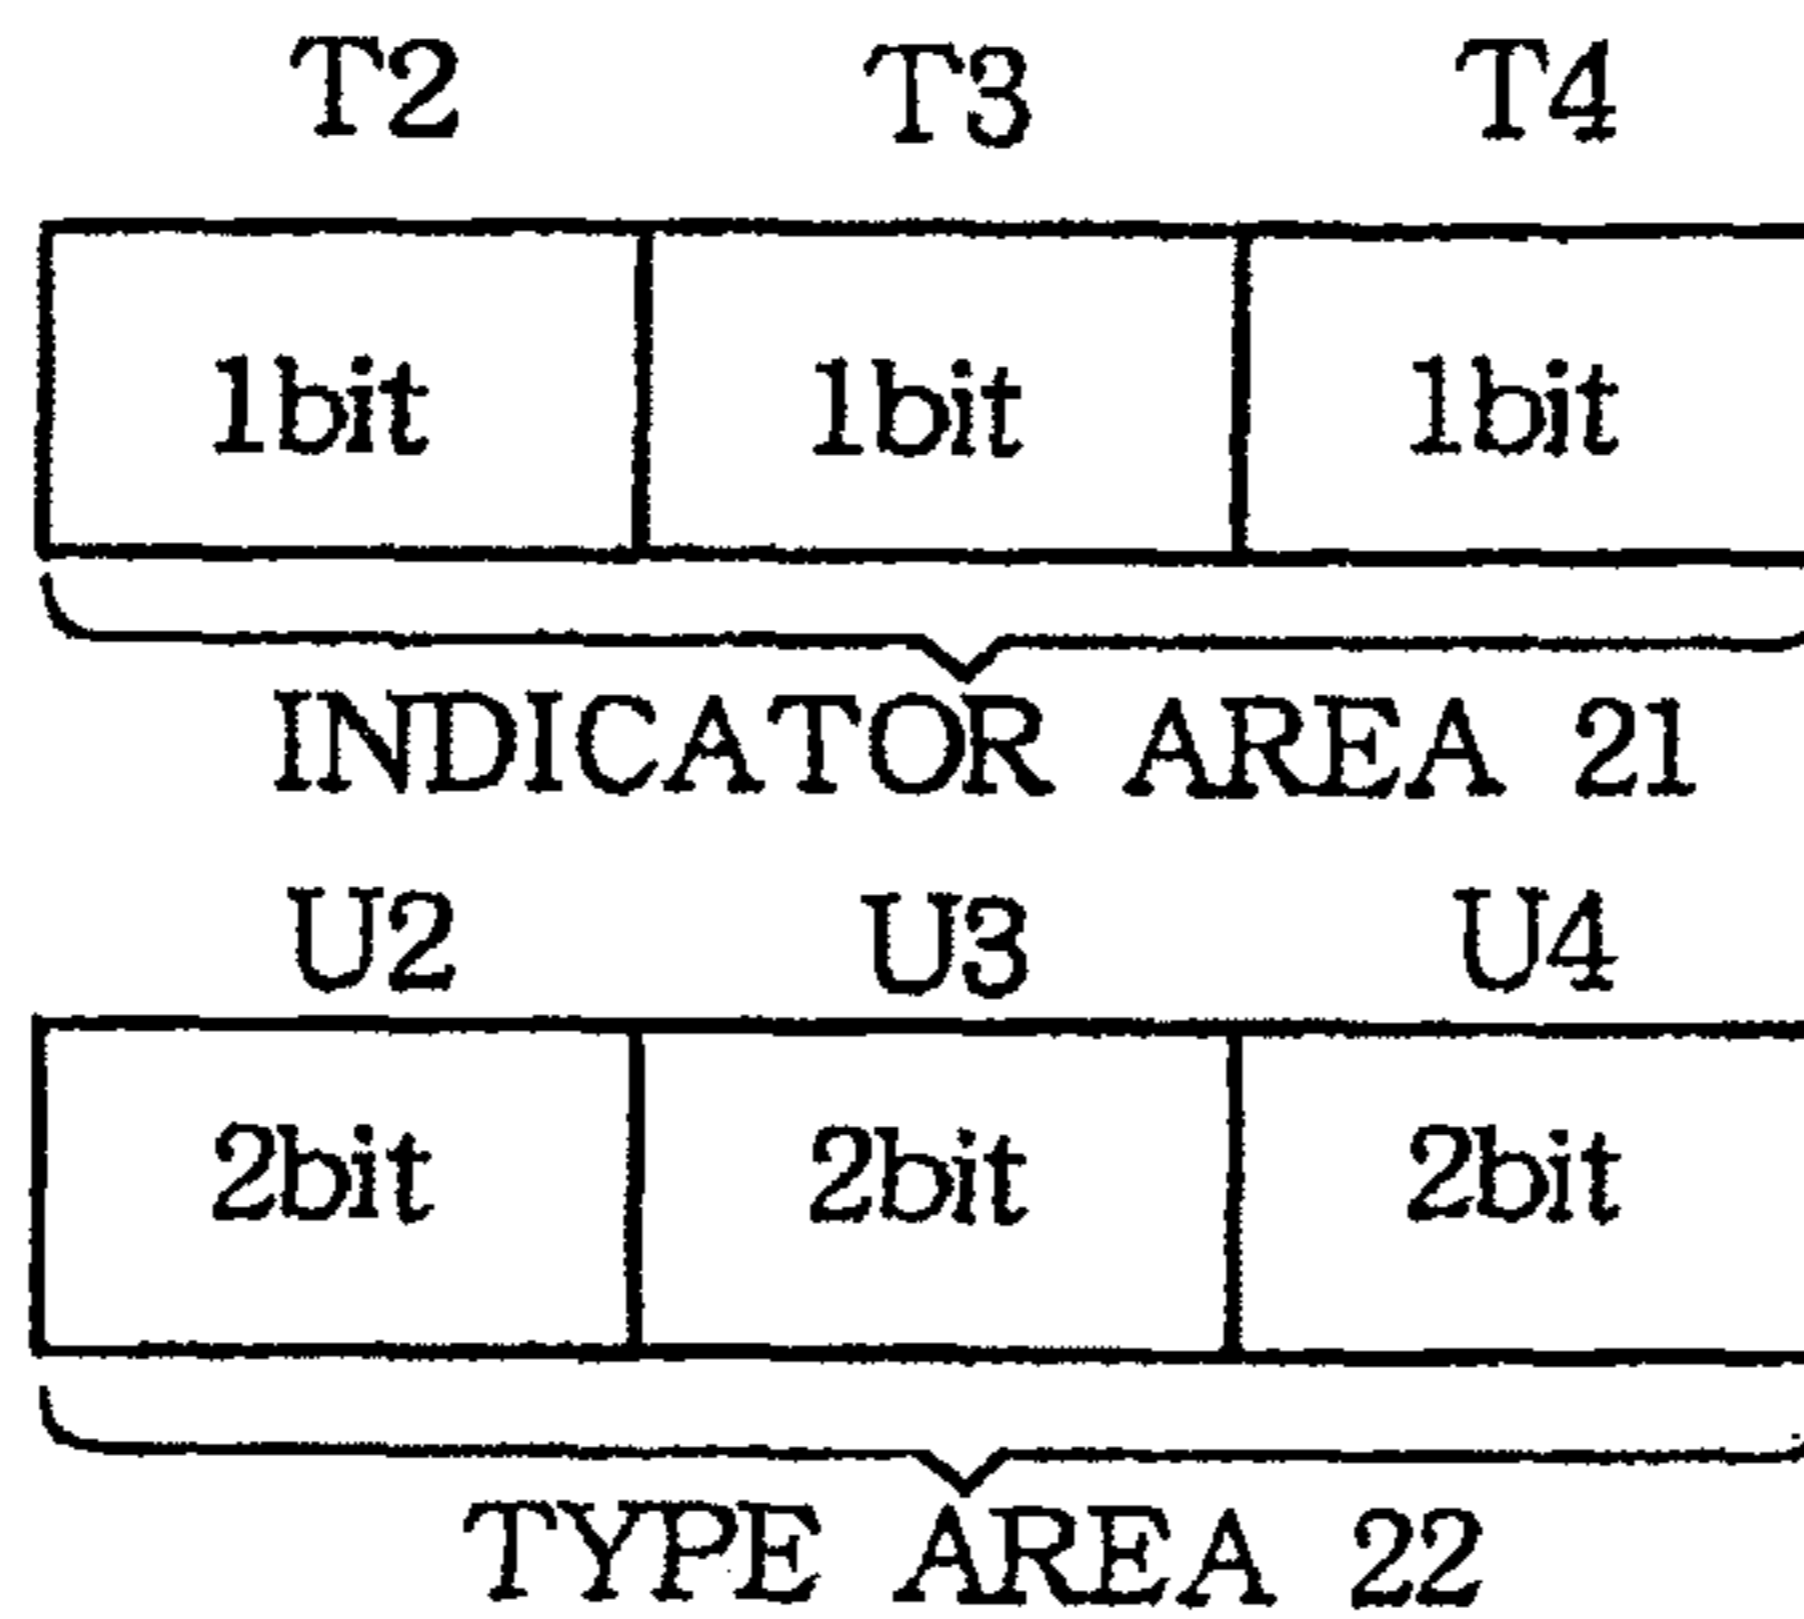 T2 T3 T4
1bit 1bit 1bit
INDICATOR AREA 21
U2 U3 U4
2bit 2bit 2bit
TYPE AREA 22